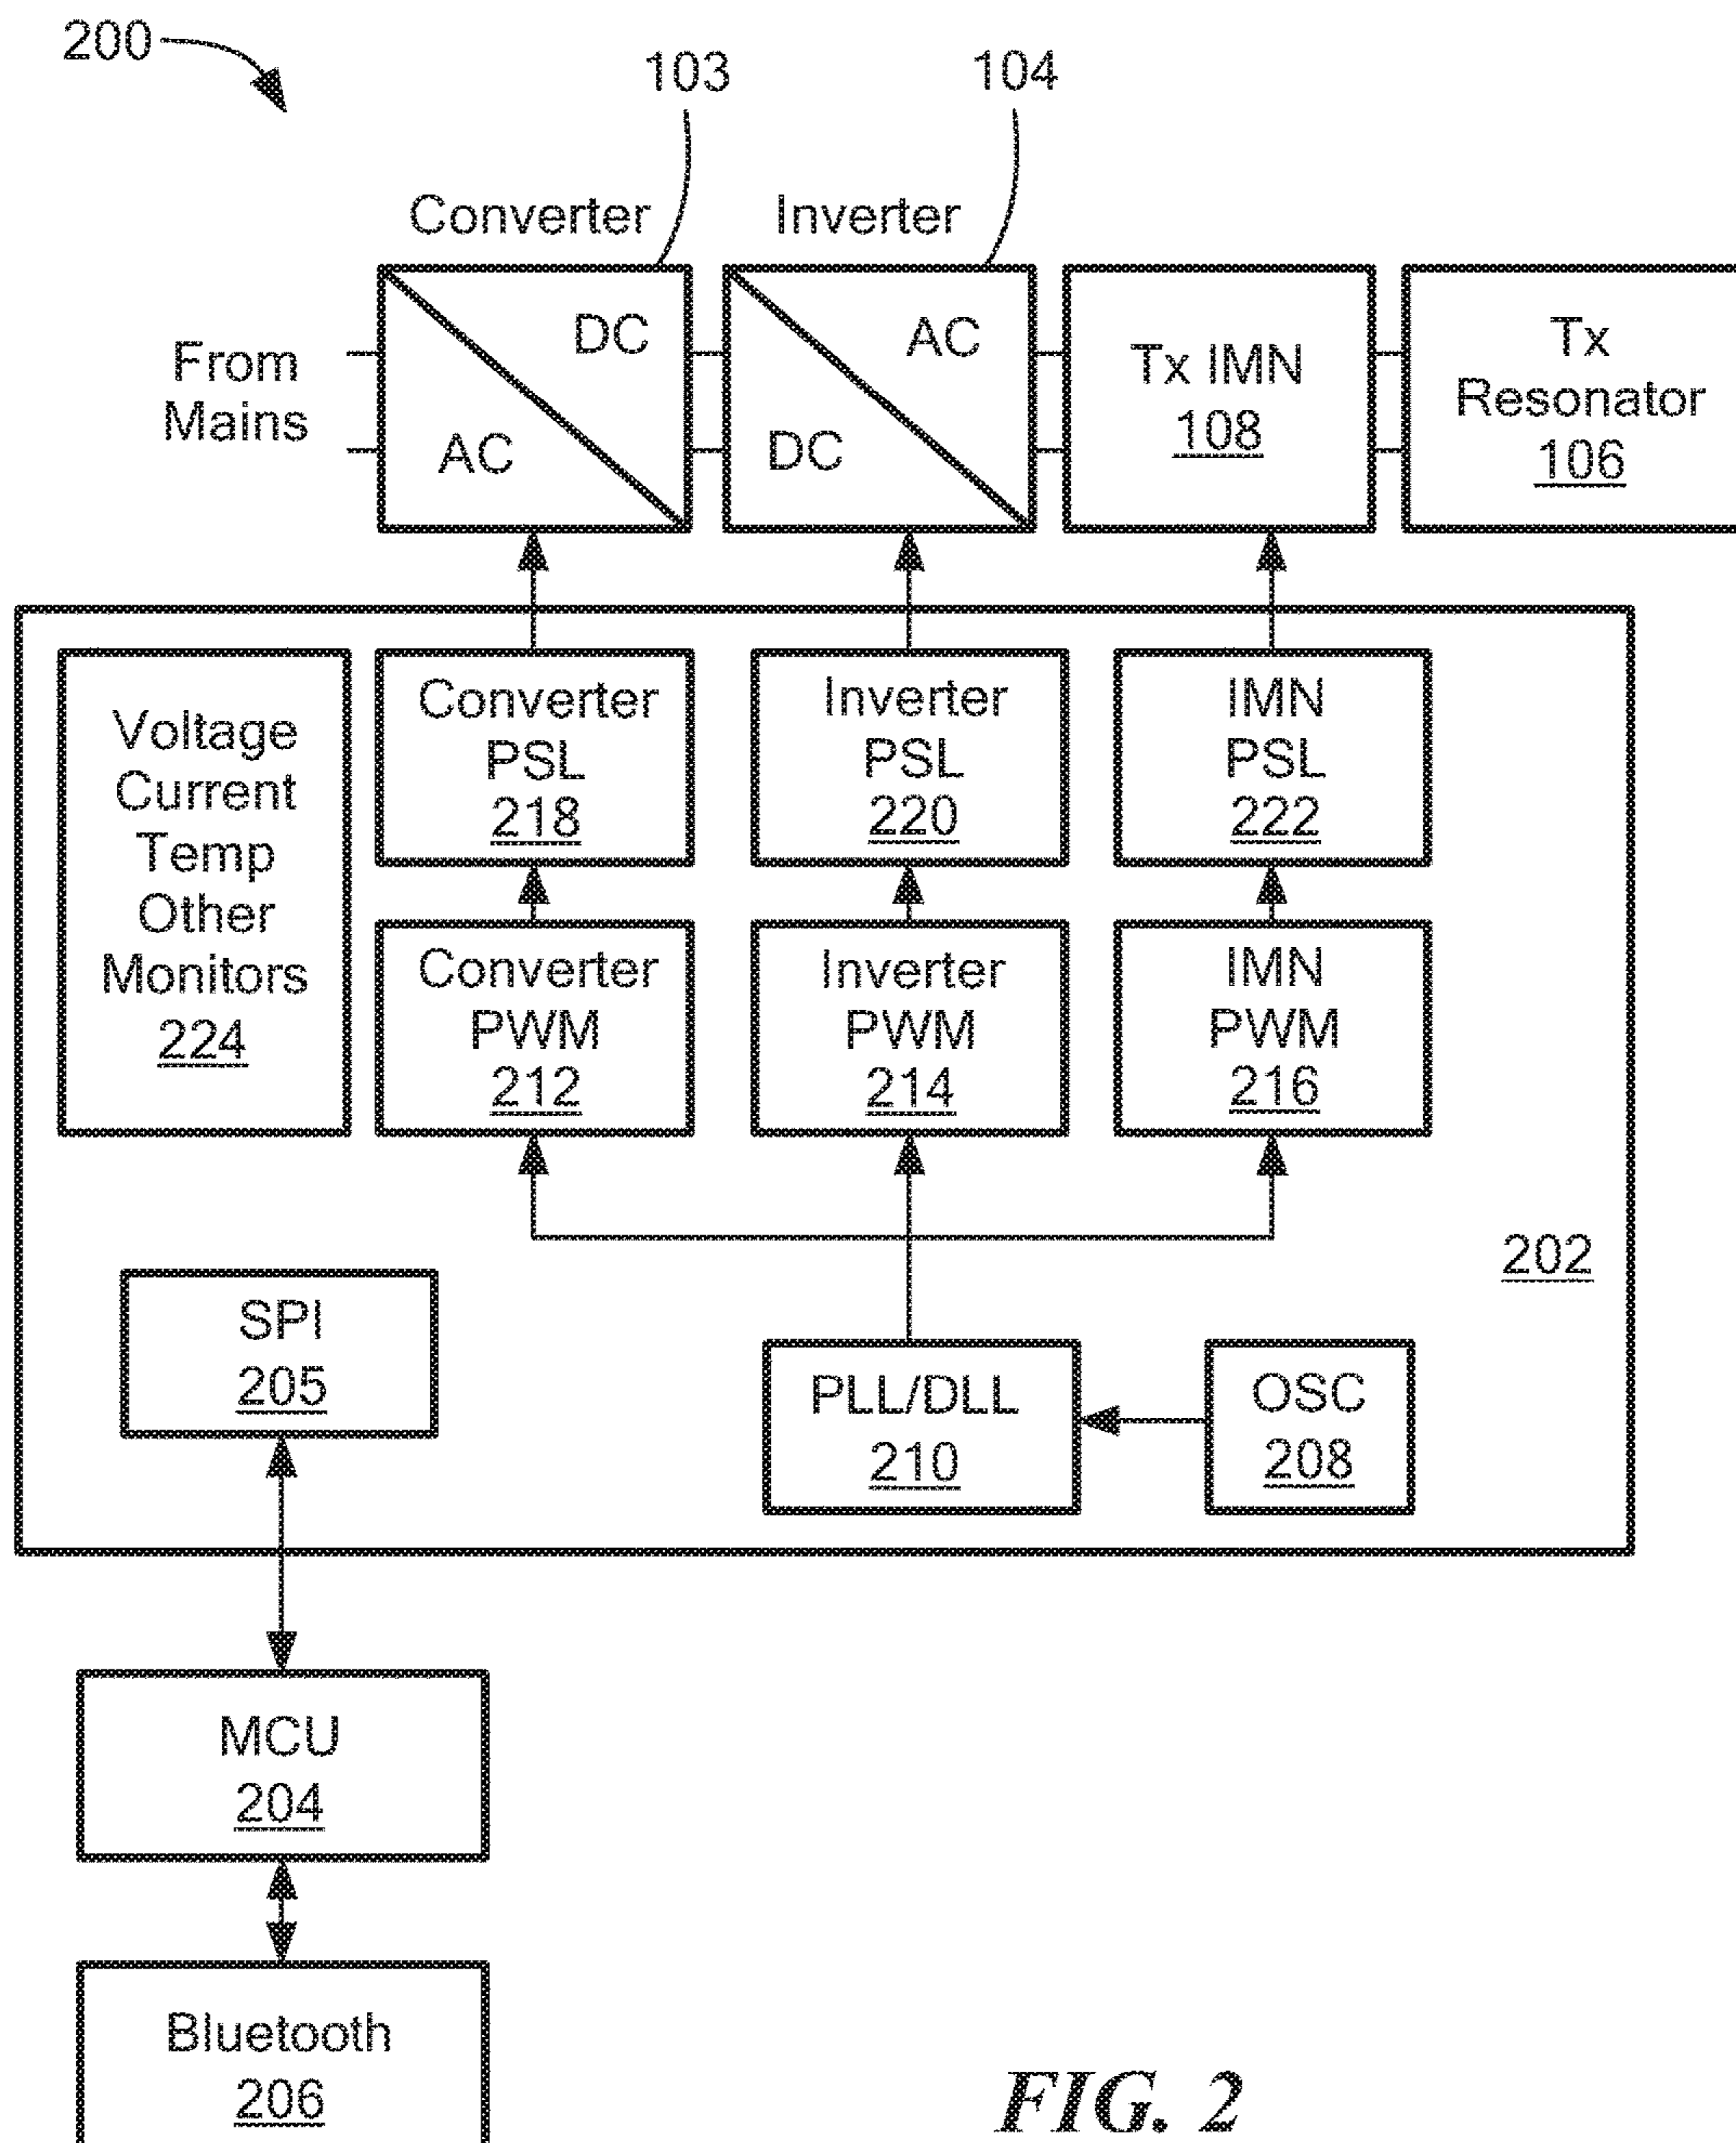 200
103
104
Converter
Inverter
From
Mains
DC
AC
AC
DC
Tx IMN
108
Tx
Resonator
106
Voltage
Current
Temp
Other
Monitors
224
Converter
PSL
218
Inverter
PSL
220
IMN
PSL
222
Converter
PWM
212
Inverter
PWM
214
IMN
PWM
216
202
SPI
205
PLL/DLL
210
OSC
208
MCU
204
Bluetooth
206
FIG. 2